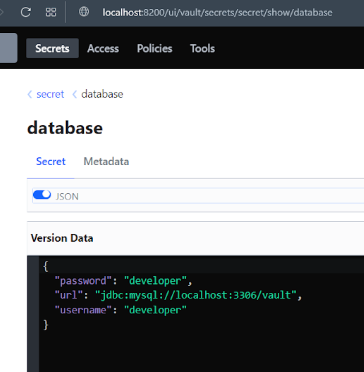 localhost:8200/ui/vault/secrets/secret/show/database
Secrets Access Policies Tools
< secret < database
database
Secret Metadata
JSON
Version Data
{
"password": "developer",
"url": "jdbc:mysql://localhost:3306/vault",
"username": "developer"
}